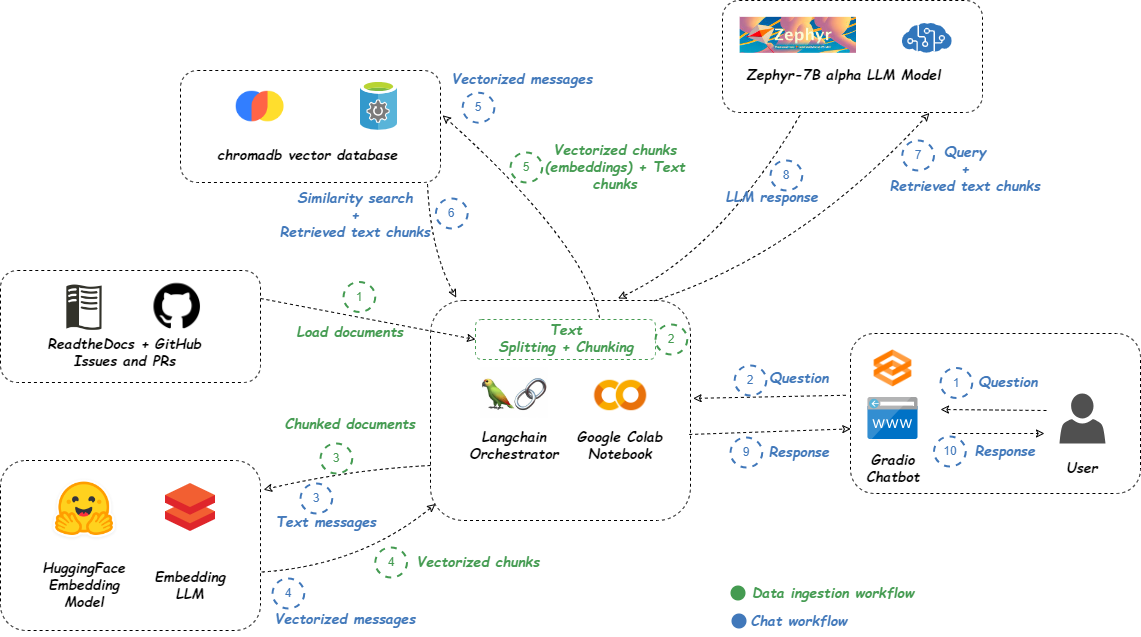 Zephyr
Zephyr-7B alpha LLM Model
Vectorized messages
5
chromadb vector database
5
Vectorized chunks
(embeddings) + Text
chunks
7
Query
+
Retrieved text chunks
8
LLM response
Similarity search
+
Retrieved text chunks
6
1
Load documents
ReadtheDocs + GitHub
Issues and PRs
Text
Splitting + Chunking
2
Langchain
Orchestrator
Google Colab
Notebook
2
Question
9
Response
1
Question
10
Response
WWW
Gradio
Chatbot
User
Chunked documents
3
3
Text messages
HuggingFace
Embedding
Model
Embedding
LLM
4
Vectorized chunks
4
Vectorized messages
Data ingestion workflow
Chat workflow